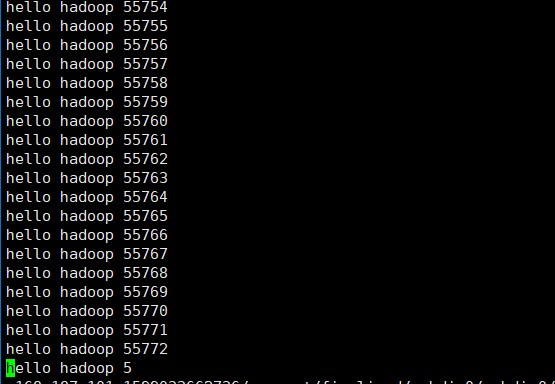 hello hadoop 55754
hello hadoop 55755
hello hadoop 55756
hello hadoop 55757
hello hadoop 55758
hello hadoop 55759
hello hadoop 55760
hello hadoop 55761
hello hadoop 55762
hello hadoop 55763
hello hadoop 55764
hello hadoop 55765
hello hadoop 55766
hello hadoop 55767
hello hadoop 55768
hello hadoop 55769
hello hadoop 55770
hello hadoop 55771
hello hadoop 55772
hello hadoop 5